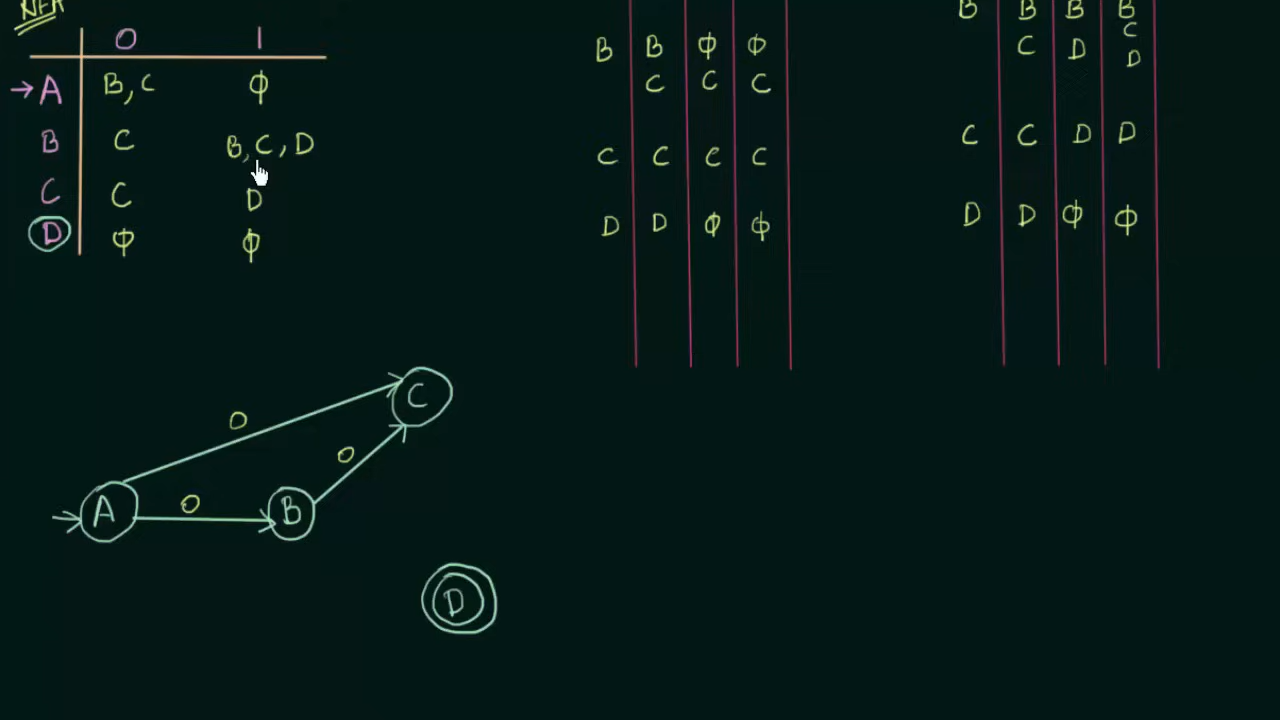 NFA
0 1
→ A B, C Φ
B C B, C, D
C C D
D Φ Φ
B B Φ Φ
C C C
C C C C
D D Φ Φ
B B B B
C D C
D
C C D D
D D Φ Φ
C
0
0
A 0 B
D